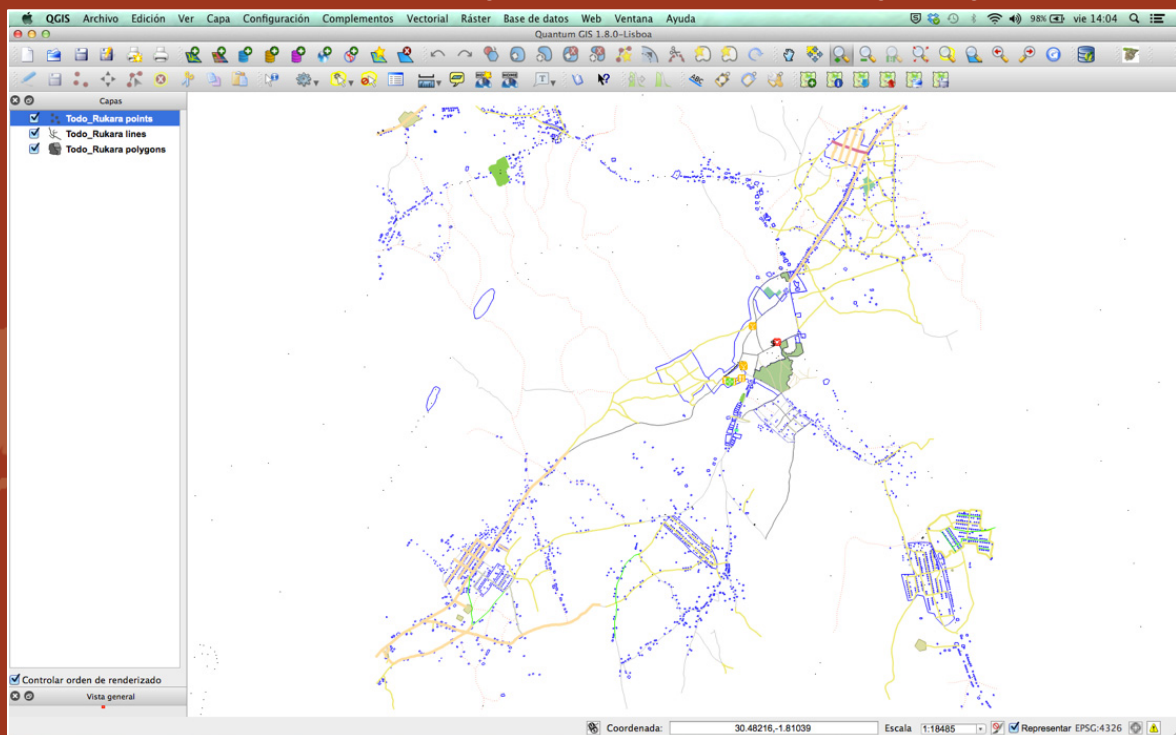 QGIS Archivo Edición Ver Capa Configuración Complementos Vectorial Ráster Base de datos Web Ventana Ayuda 98% vie 14:04
Quantum GIS 1.8.0-Lisboa
Capas
Todo_Rukara points
Todo_Rukara lines
Todo_Rukara polygons
Controlar orden de renderizado
Vista general
Coordenada: 30.48216,-1.81039 Escala 1:18485 Representar EPSG:4326